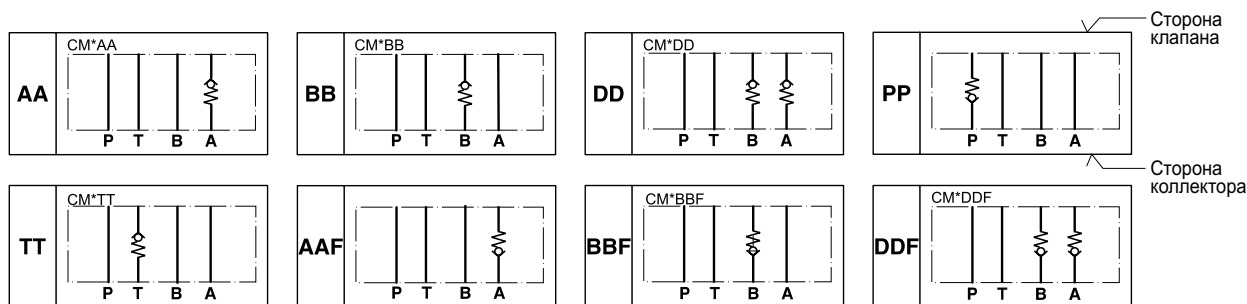 Сторона
клапана
AA
CM*AA
P T B A
BB
CM*BB
P T B A
DD
CM*DD
P T B A
PP
P T B A
Сторона
коллектора
TT
CM*TT
P T B A
AAF
P T B A
BBF
CM*BBF
P T B A
DDF
CM*DDF
P T B A